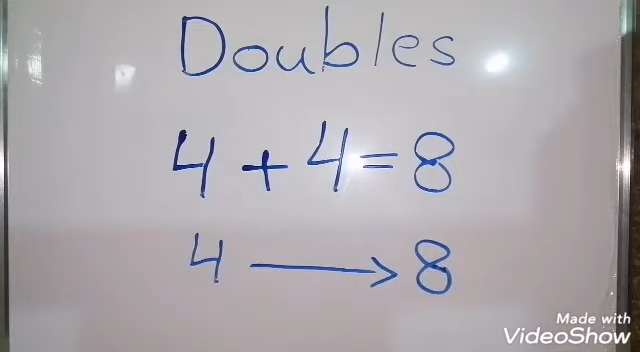 Doubles
4 + 4 = 8
4 ⟶ 8
Made with
VideoShow